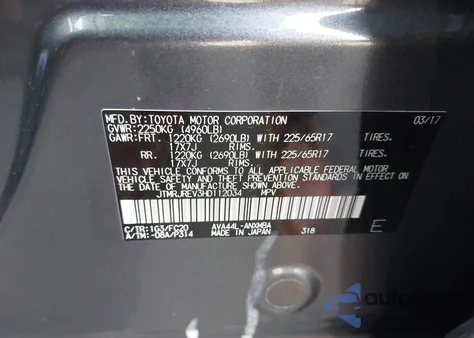 MFD.BY:TOYOTA MOTOR CORPORATION 03/17
GVWR:2250KG (4960LB)
GAWR:FRT. 1220KG (2690LB) WITH 225/65R17 TIRES.
17X7J RIMS.
RR. 1220KG (2690LB) WITH 225/65R17 TIRES.
17X7J RIMS.
THIS VEHICLE CONFORMS TO ALL APPLICABLE FEDERAL MOTOR
VEHICLE SAFETY STANDARDS IN EFFECT ON THE DATE OF
MANUFACTURE SHOWN ABOVE.
JTMRJREV3HD112034 MPV
C/TR:1G3/FC20 AVA44L-ANXMBA 318 E
A/TM:-08A/P314 MADE IN JAPAN